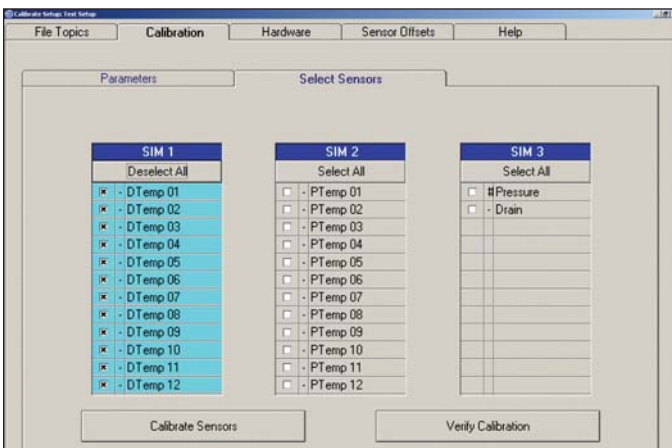 Calibrate Setup: Test Setup
File Topics Calibration Hardware Sensor Offsets Help
Parameters Select Sensors
SIM 1 SIM 2 SIM 3
Deselect All Select All Select All
- DTemp 01 - PTemp 01 #Pressure
- DTemp 02 - PTemp 02 - Drain
- DTemp 03 - PTemp 03
- DTemp 04 - PTemp 04
- DTemp 05 - PTemp 05
- DTemp 06 - PTemp 06
- DTemp 07 - PTemp 07
- DTemp 08 - PTemp 08
- DTemp 09 - PTemp 09
- DTemp 10 - PTemp 10
- DTemp 11 - PTemp 11
- DTemp 12 - PTemp 12
Calibrate Sensors Verify Calibration